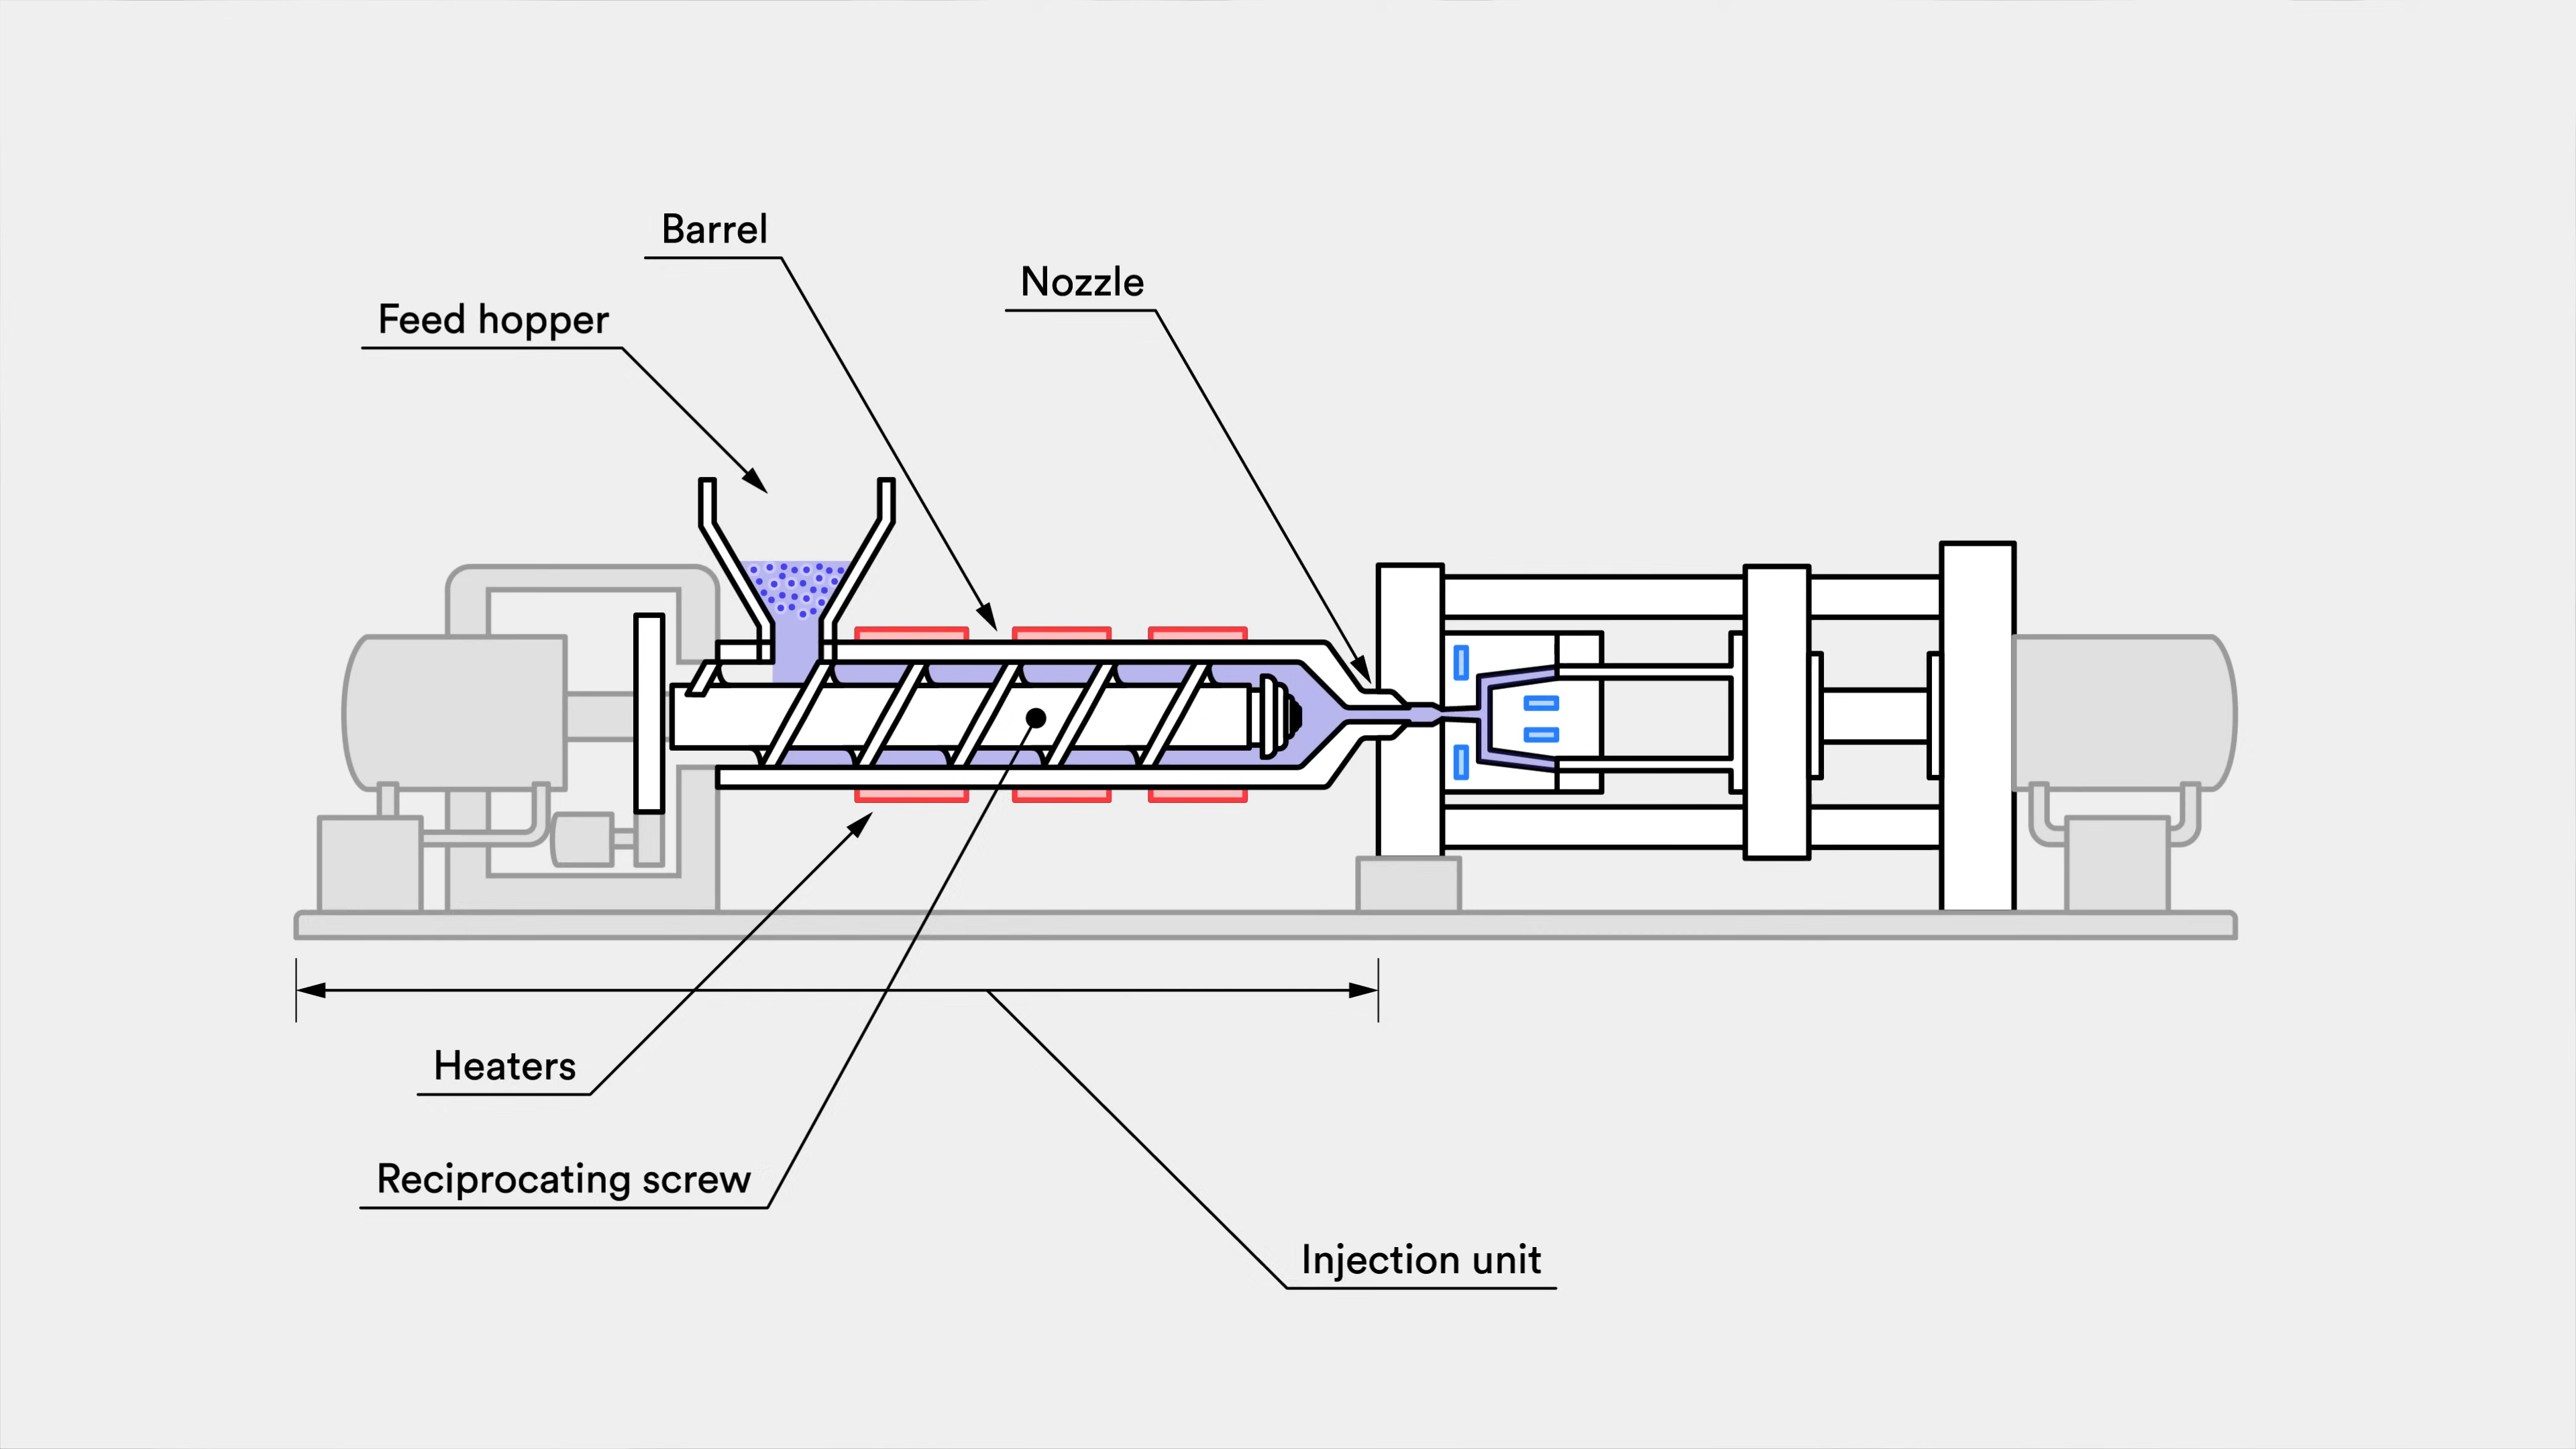 Barrel
Nozzle
Feed hopper
Heaters
Reciprocating screw
Injection unit